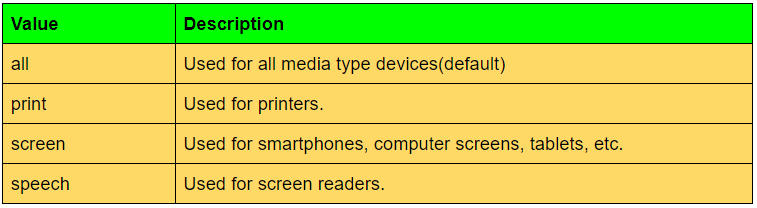 Value Description
all Used for all media type devices(default)
print Used for printers.
screen Used for smartphones, computer screens, tablets, etc.
speech Used for screen readers.